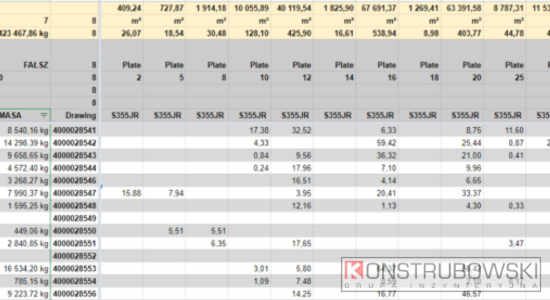 409,24 727,87 1 914,18 10 055,89 40 119,54 1 825,90 67 691,37 1 269,41 63 391,58 8 787,31
7 8 m² m² m² m² m² m² m² m² m² m²
423 467,86 kg 8 26,07 18,54 30,48 128,10 425,90 16,61 538,94 8,98 403,77 44,78
FAŁSZ 8 Plate Plate Plate Plate Plate Plate Plate Plate Plate Plate
0 8 2 5 8 10 12 14 16 18 20 25
8
MASA Drawing S355JR S355JR S355JR S355JR S355JR S355JR S355JR S355JR S355JR S355JR
8 540,16 kg 4000028541 17,38 32,52 6,33 8,75 11,60
14 298,39 kg 4000028542 4,33 59,42 25,44 0,87
9 658,65 kg 4000028543 0,84 9,56 36,32 21,00 0,41
4 572,40 kg 4000028544 0,24 17,96 7,10 9,96
3 268,27 kg 4000028546 16,51 4,14 6,65
7 990,37 kg 4000028547 15,88 7,94 3,95 20,41 33,37
1 595,25 kg 4000028548 12,16 1,13 4,30 0,33
4000028549
449,06 kg 4000028550 5,51 5,51
2 840,85 kg 4000028551 6,35 17,65 3,47
4000028552
16 534,20 kg 4000028553 3,01 5,80
785,15 kg 4000028554 1,09 7,48
9 223,72 kg 4000028556 14,25 16,77 46,57
KONSTRUBOWSKI
GRUPA INŻYNIERYJNA